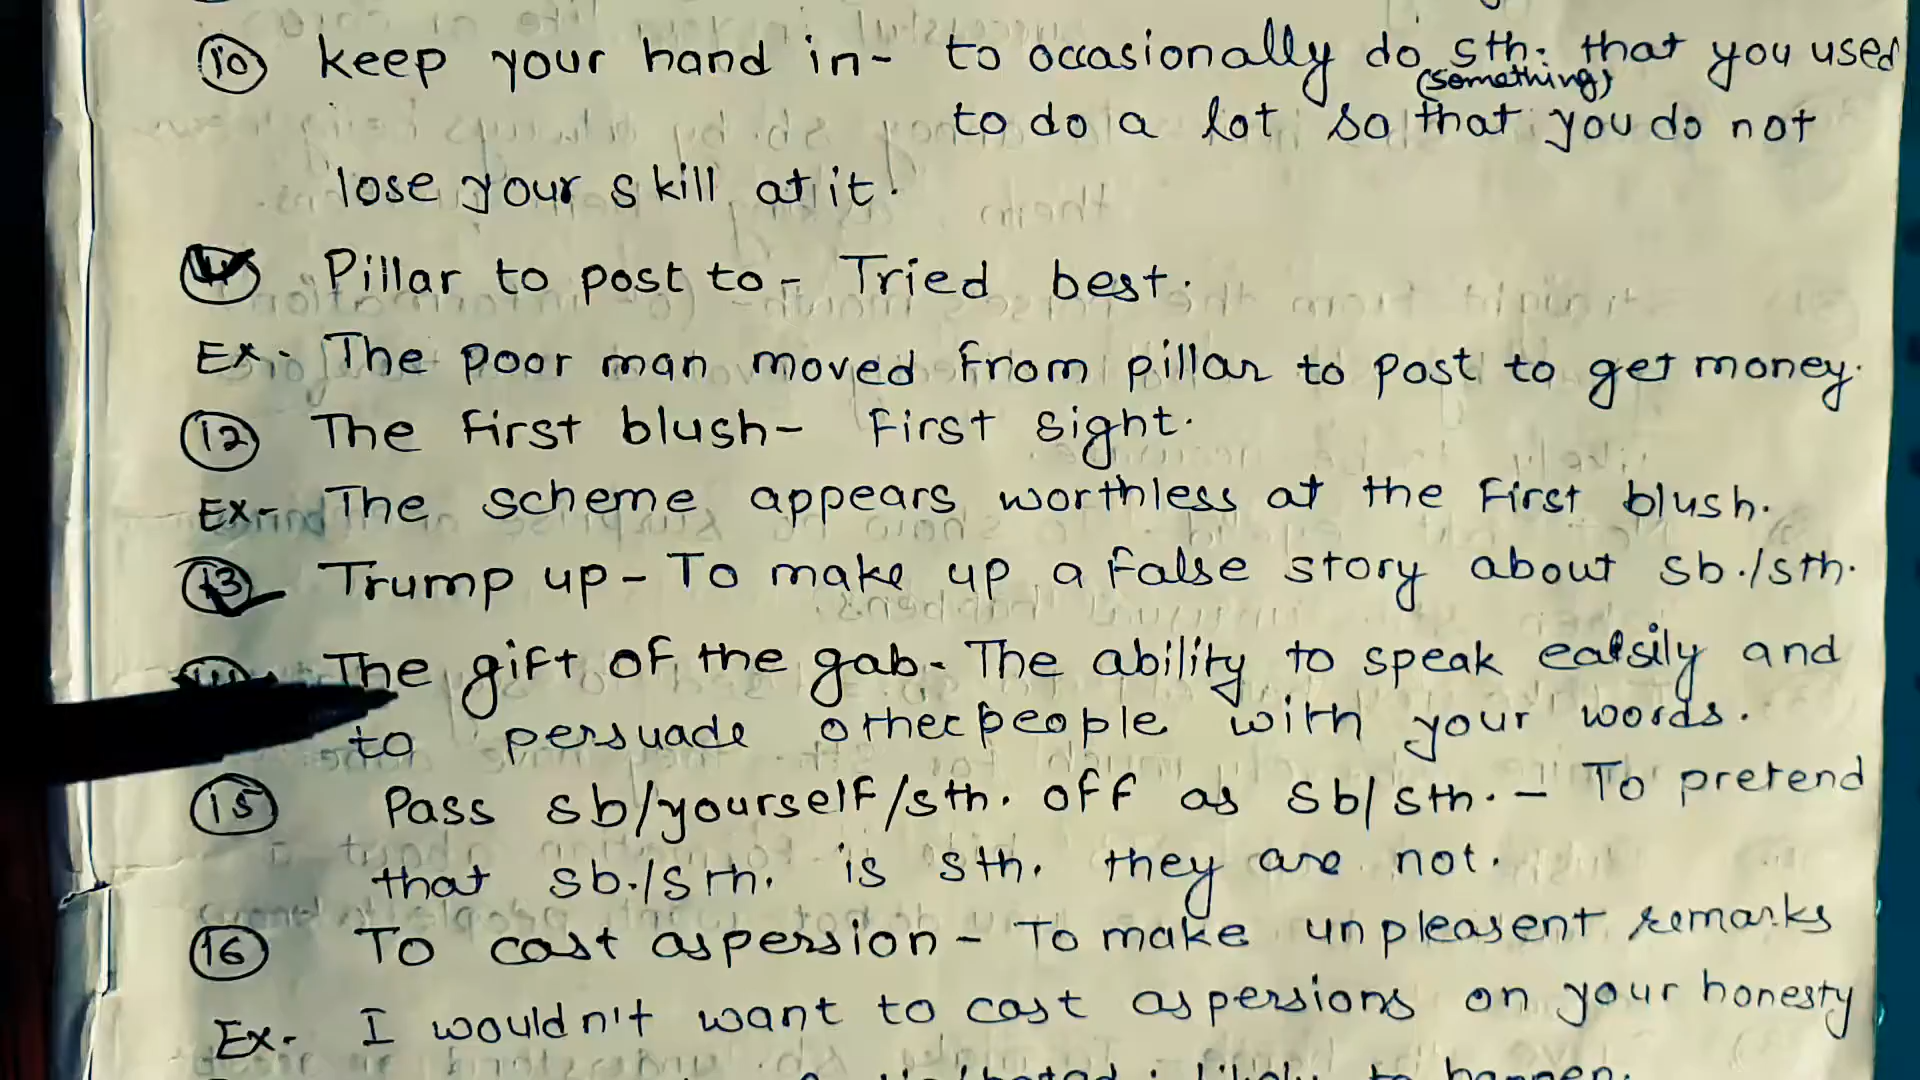 10 keep your hand in- to occasionally do sth. that you used
(something)
to do a lot so that you do not
lose your skill at it.
11 Pillar to post to - Tried best.
Ex- The poor man moved from pillar to post to get money.
12 The first blush- First sight.
Ex- The scheme appears worthless at the first blush.
13 Trump up - To make up a false story about sb./sth.
The gift of the gab- The ability to speak eatsily and
to persuade other people with your words.
15 Pass sb/yourself/sth. off as sb/sth. - To pretend
that sb./sth. is sth. they are not.
16 To cast aspersion - To make unpleasent remarks
Ex- I wouldn't want to cast aspersions on your honesty
likely to happen.